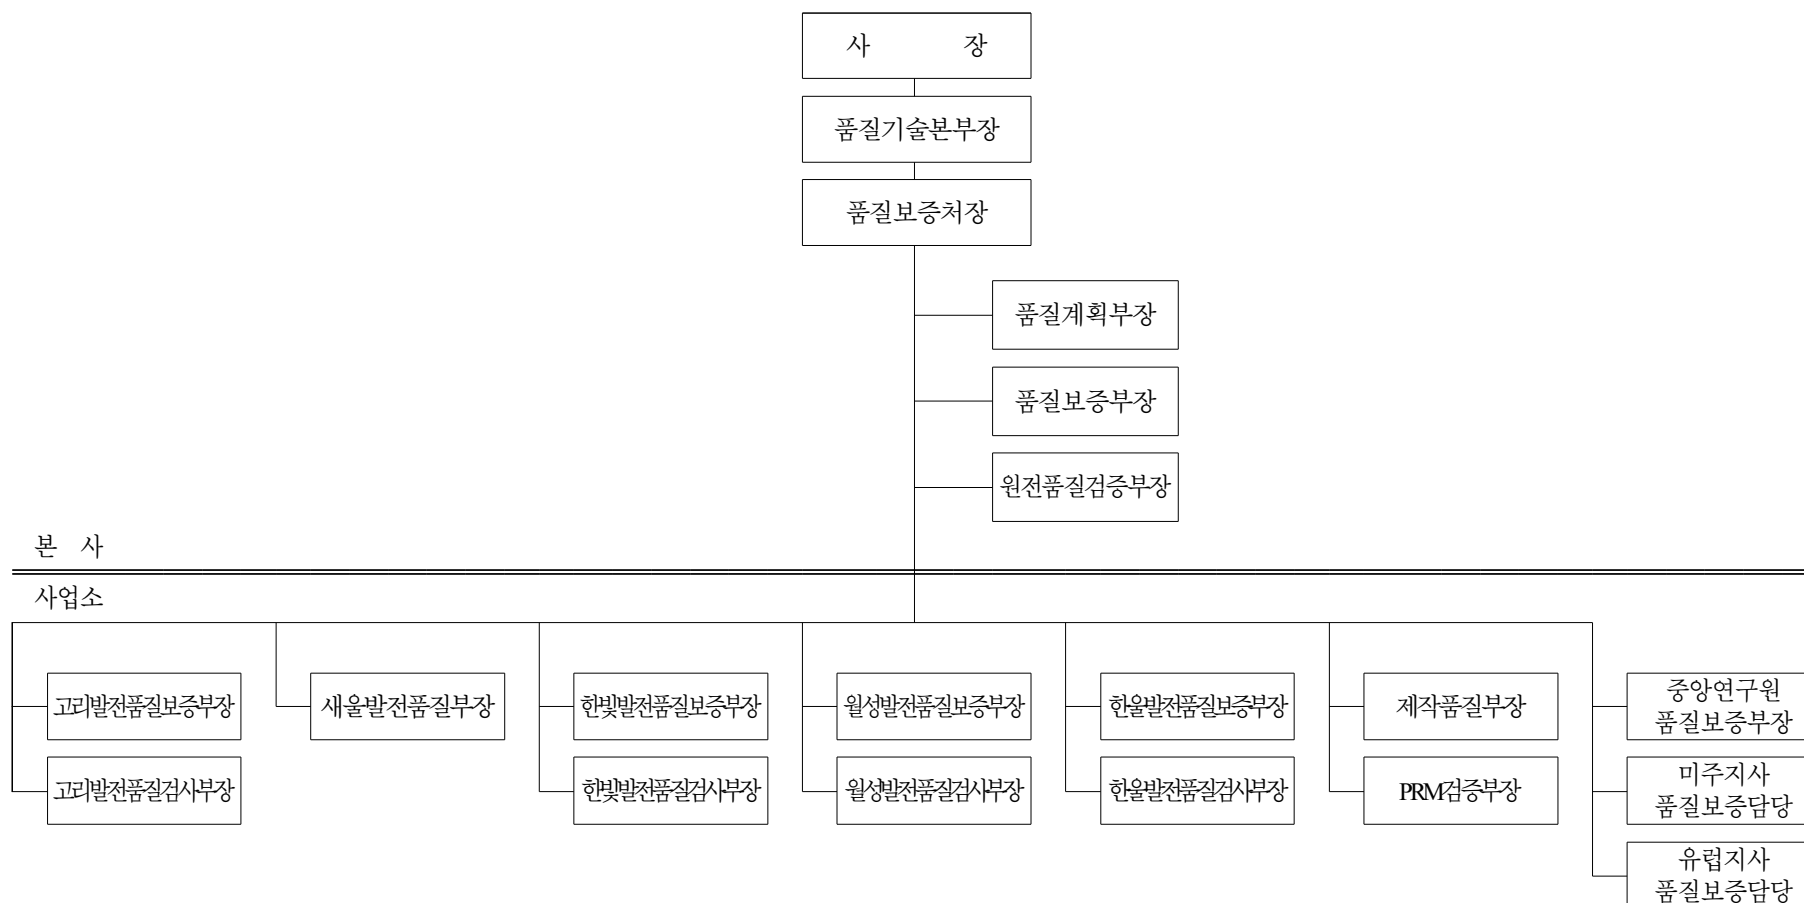 사 장
품질기술본부장
품질보증처장
품질계획부장
품질보증부장
원전품질검증부장
본 사
사업소
고리발전품질보증부장
새울발전품질부장
한빛발전품질보증부장
월성발전품질보증부장
한울발전품질보증부장
제작품질부장
중앙연구원
품질보증부장
고리발전품질검사부장
한빛발전품질검사부장
월성발전품질검사부장
한울발전품질검사부장
PRM검증부장
미주지사
품질보증담당
유럽지사
품질보증담당